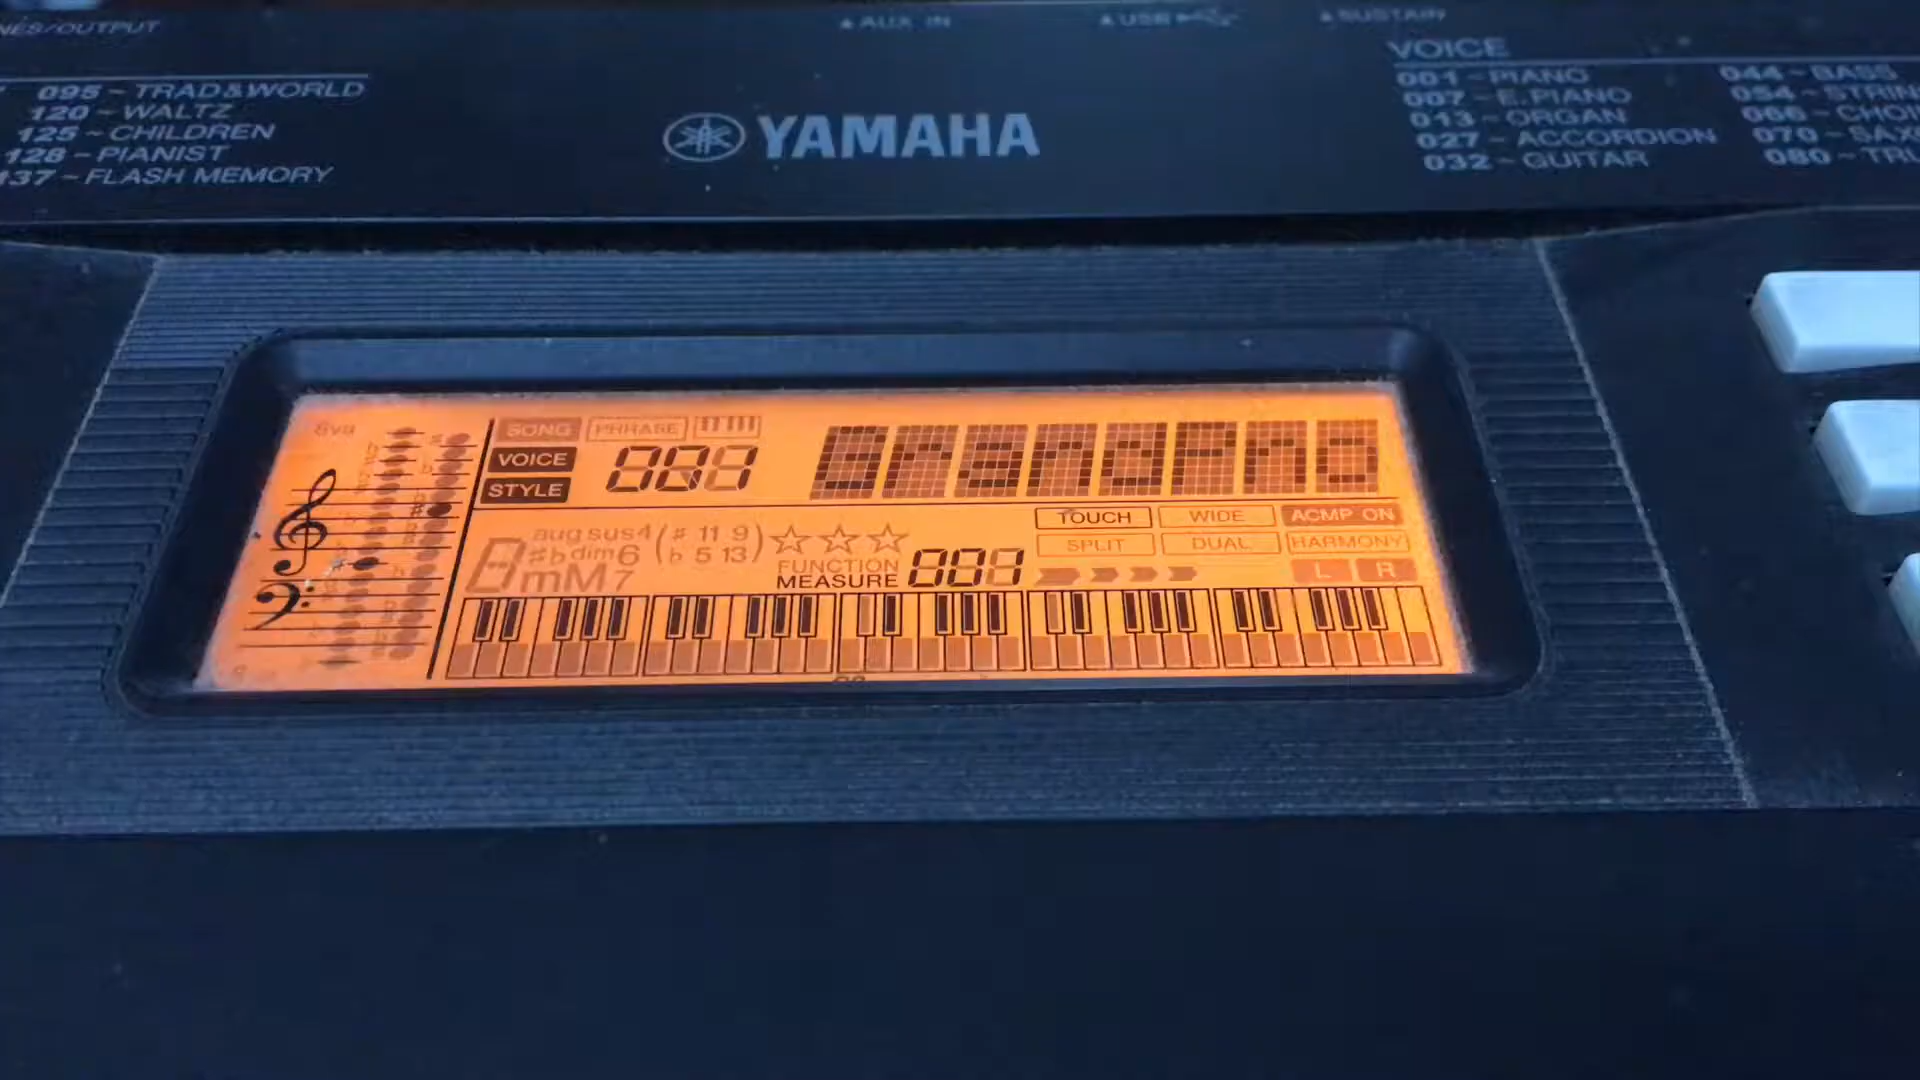 NES/OUTPUT
▲AUX IN
▲USB
▲SUSTAIN
095~TRAD&WORLD
120~WALTZ
125~CHILDREN
128~PIANIST
137~FLASH MEMORY
YAMAHA
VOICE
001~PIANO
007~E.PIANO
013~ORGAN
027~ACCORDION
032~GUITAR
044~BASS
054~STRIN
066~CHOI
070~SAX
080~TRU
8va
SONG PHRASE
VOICE
STYLE
001 GrandPno
aug sus4 (♯ 11 9)
♯♭dim6 (♭ 5 13)
mM7
FUNCTION
MEASURE 001
TOUCH WIDE ACMP ON
SPLIT DUAL HARMONY
L R